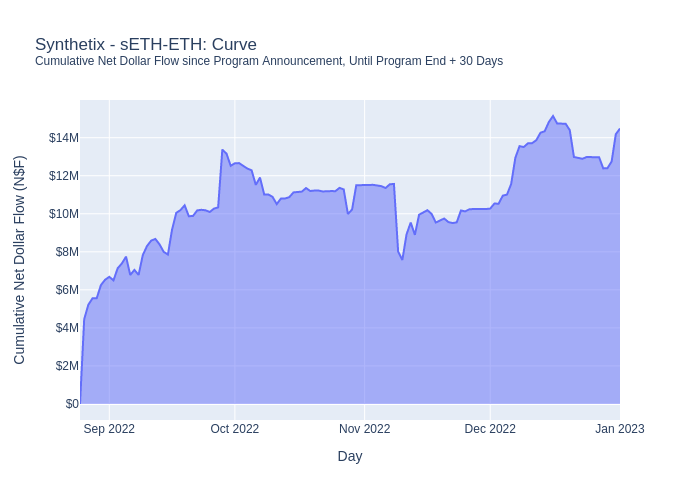 Synthetix - sETH-ETH: Curve
Cumulative Net Dollar Flow since Program Announcement, Until Program End + 30 Days
Cumulative Net Dollar Flow (N$F)
$14M
$12M
$10M
$8M
$6M
$4M
$2M
$0
Sep 2022 Oct 2022 Nov 2022 Dec 2022 Jan 2023
Day